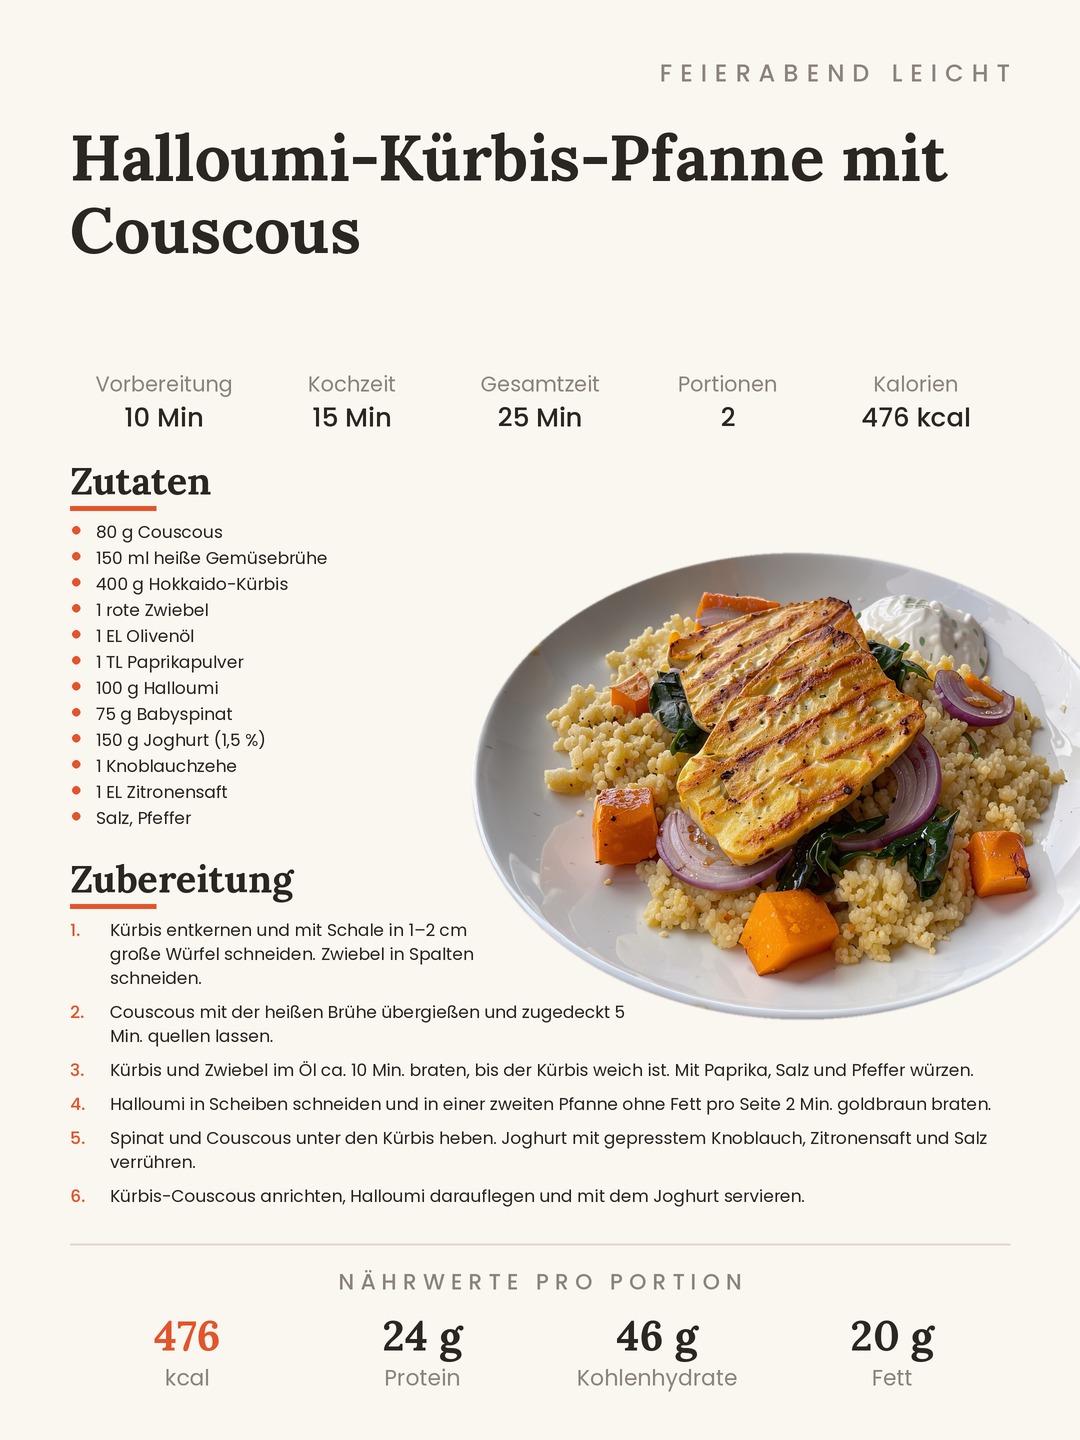 FEIERABEND LEICHT
Halloumi-Kürbis-Pfanne mit
Couscous
Vorbereitung Kochzeit Gesamtzeit Portionen Kalorien
10 Min 15 Min 25 Min 2 476 kcal
Zutaten
80 g Couscous
150 ml heiße Gemüsebrühe
400 g Hokkaido-Kürbis
1 rote Zwiebel
1 EL Olivenöl
1 TL Paprikapulver
100 g Halloumi
75 g Babyspinat
150 g Joghurt (1,5 %)
1 Knoblauchzehe
1 EL Zitronensaft
Salz, Pfeffer
Zubereitung
1. Kürbis entkernen und mit Schale in 1–2 cm
große Würfel schneiden. Zwiebel in Spalten
schneiden.
2. Couscous mit der heißen Brühe übergießen und zugedeckt 5
Min. quellen lassen.
3. Kürbis und Zwiebel im Öl ca. 10 Min. braten, bis der Kürbis weich ist. Mit Paprika, Salz und Pfeffer würzen.
4. Halloumi in Scheiben schneiden und in einer zweiten Pfanne ohne Fett pro Seite 2 Min. goldbraun braten.
5. Spinat und Couscous unter den Kürbis heben. Joghurt mit gepresstem Knoblauch, Zitronensaft und Salz
verrühren.
6. Kürbis-Couscous anrichten, Halloumi darauflegen und mit dem Joghurt servieren.
NÄHRWERTE PRO PORTION
476 24 g 46 g 20 g
kcal Protein Kohlenhydrate Fett